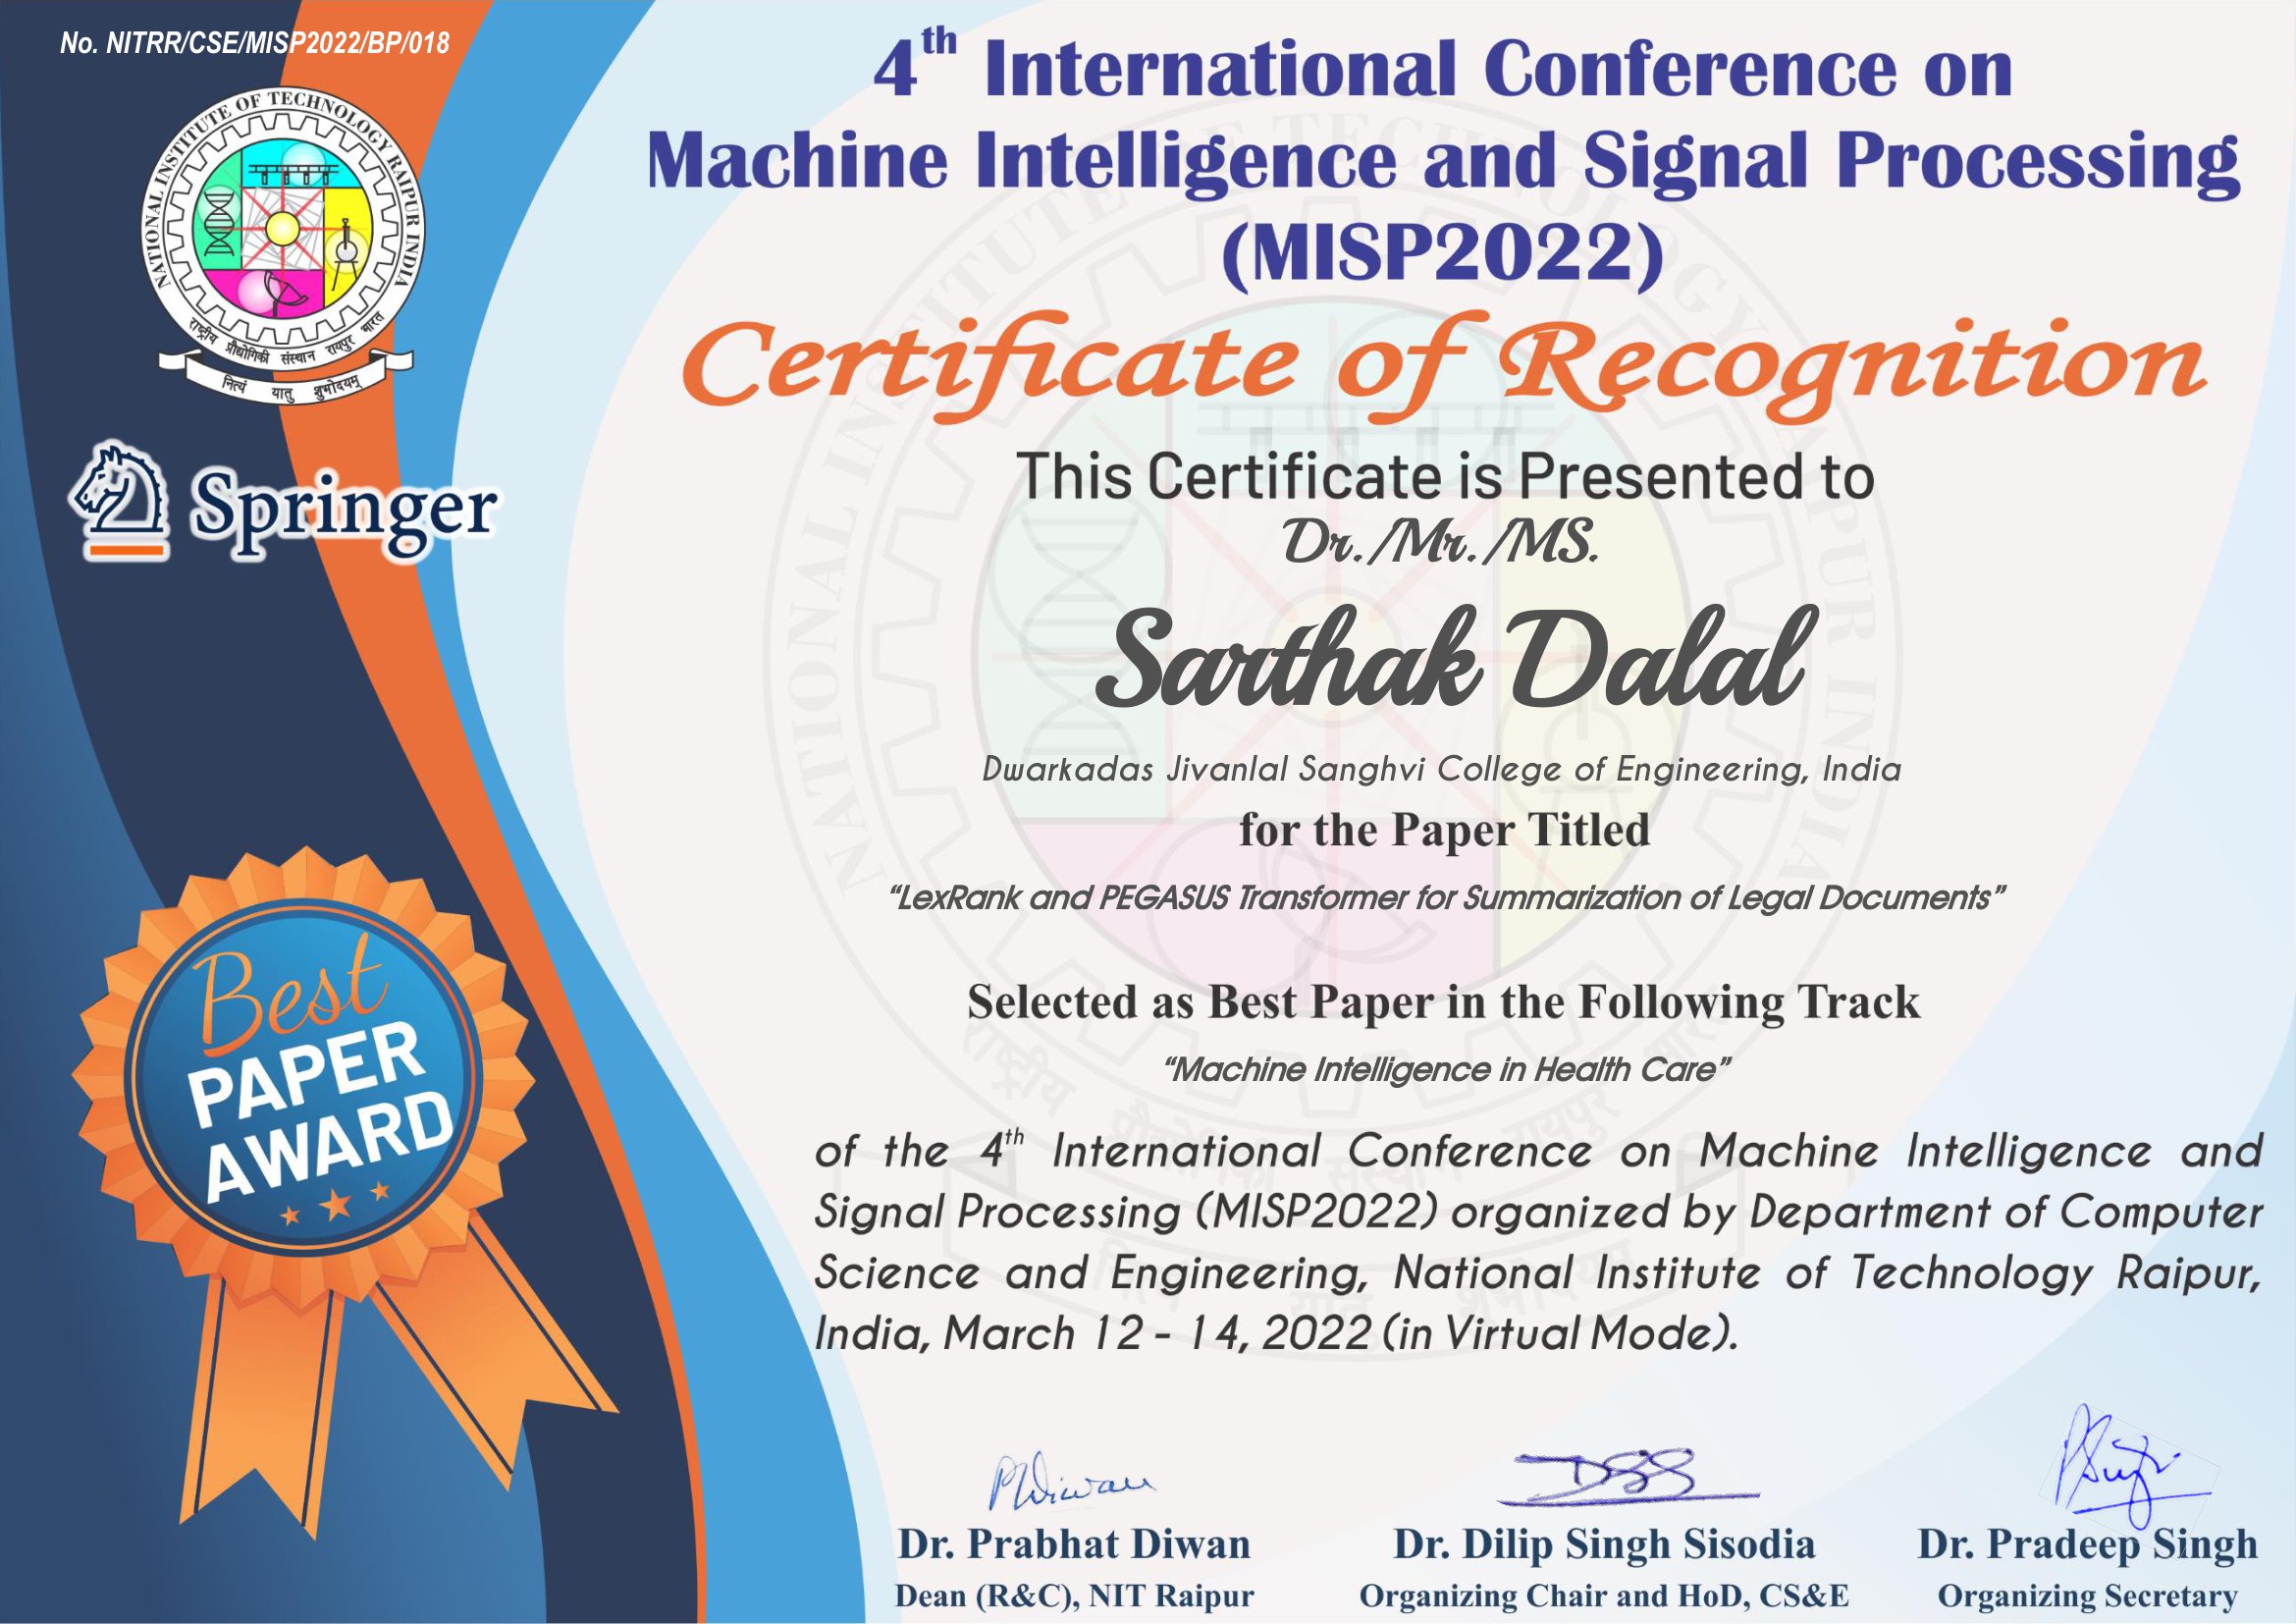 No. NITRR/CSE/MISP2022/BP/018
NATIONAL INSTITUTE OF TECHNOLOGY RAIPUR INDIA
राष्ट्रीय प्रौद्योगिकी संस्थान रायपुर भारत
नित्यं यातु शुभोदयम्
Springer
4th International Conference on
Machine Intelligence and Signal Processing
(MISP2022)
Certificate of Recognition
This Certificate is Presented to
Dr./Mr./MS.
Sarthak Dalal
Dwarkadas Jivanlal Sanghvi College of Engineering, India
for the Paper Titled
“LexRank and PEGASUS Transformer for Summarization of Legal Documents”
Selected as Best Paper in the Following Track
“Machine Intelligence in Health Care”
of the 4th International Conference on Machine Intelligence and
Signal Processing (MISP2022) organized by Department of Computer
Science and Engineering, National Institute of Technology Raipur,
India, March 12 - 14, 2022 (in Virtual Mode).
Best
PAPER
AWARD
PDiwan
DSS
PSingh
Dr. Prabhat Diwan
Dean (R&C), NIT Raipur
Dr. Dilip Singh Sisodia
Organizing Chair and HoD, CS&E
Dr. Pradeep Singh
Organizing Secretary